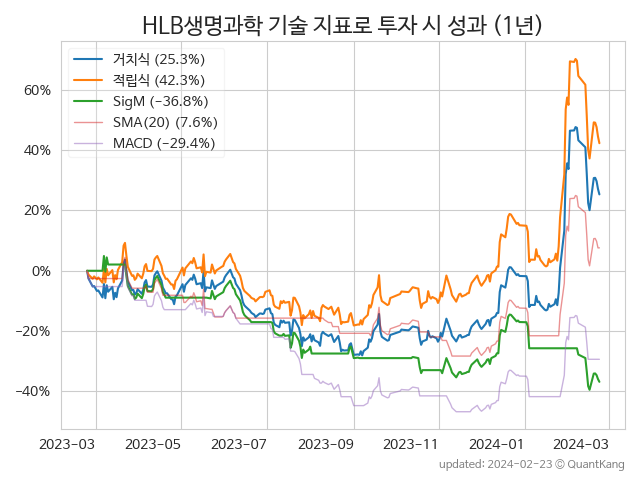 HLB생명과학 기술 지표로 투자 시 성과 (1년)
거치식 (25.3%)
적립식 (42.3%)
SigM (−36.8%)
SMA(20) (7.6%)
MACD (−29.4%)
60%
40%
20%
0%
−20%
−40%
2023-03 2023-05 2023-07 2023-09 2023-11 2024-01 2024-03
updated: 2024-02-23 © QuantKang